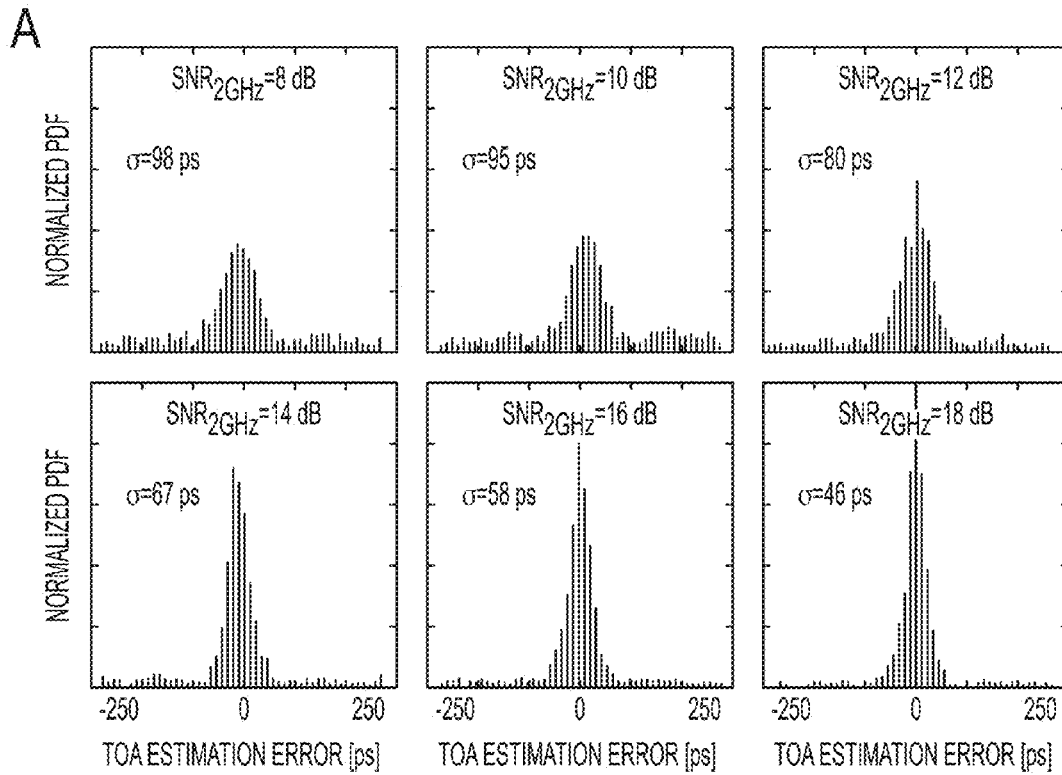 A
SNR2GHz=8 dB
σ=98 ps
SNR2GHz=10 dB
σ=95 ps
SNR2GHz=12 dB
σ=80 ps
NORMALIZED PDF
SNR2GHz=14 dB
σ=67 ps
SNR2GHz=16 dB
σ=58 ps
SNR2GHz=18 dB
σ=46 ps
NORMALIZED PDF
-250 0 250
-250 0 250
-250 0 250
TOA ESTIMATION ERROR [ps]
TOA ESTIMATION ERROR [ps]
TOA ESTIMATION ERROR [ps]